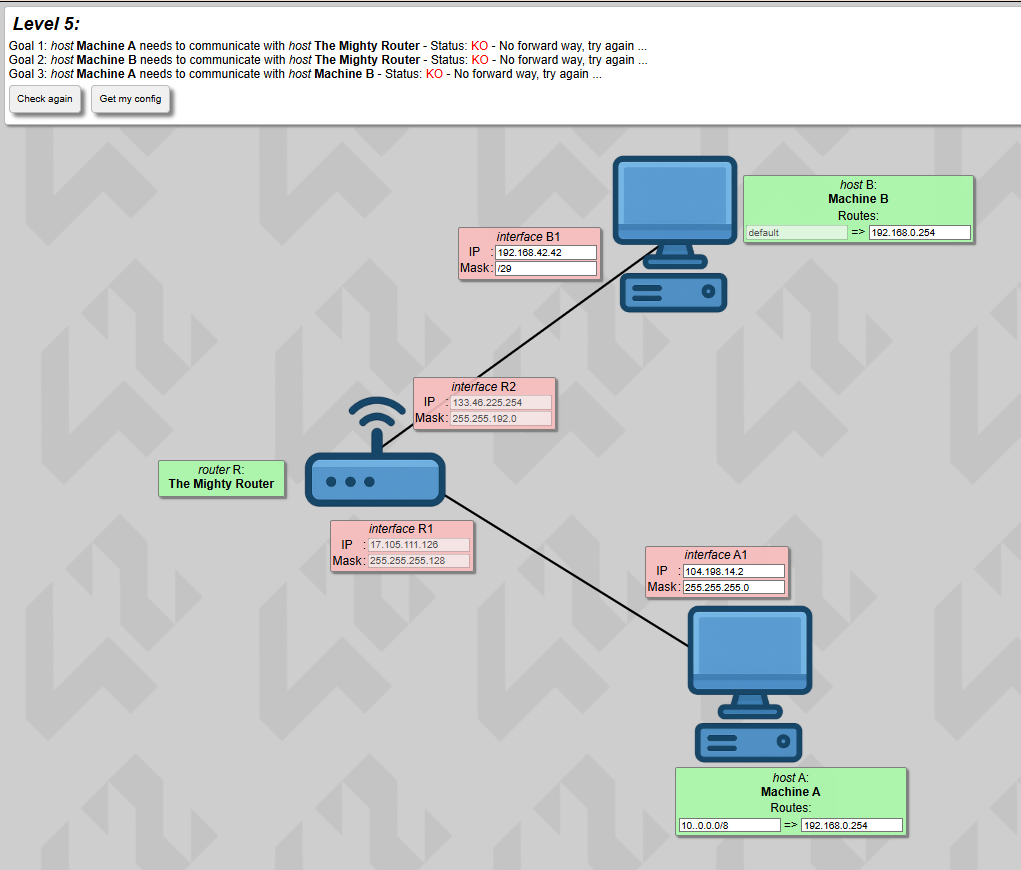 Level 5:
Goal 1: host Machine A needs to communicate with host The Mighty Router - Status: KO - No forward way, try again ...
Goal 2: host Machine B needs to communicate with host The Mighty Router - Status: KO - No forward way, try again ...
Goal 3: host Machine A needs to communicate with host Machine B - Status: KO - No forward way, try again ...
Check again Get my config
host B:
Machine B
Routes:
default => 192.168.0.254
interface B1
IP : 192.168.42.42
Mask: /29
interface R2
IP : 133.46.225.254
Mask: 255.255.192.0
router R:
The Mighty Router
interface R1
IP : 17.105.111.126
Mask: 255.255.255.128
interface A1
IP : 104.198.14.2
Mask: 255.255.255.0
host A:
Machine A
Routes:
10..0.0.0/8 => 192.168.0.254